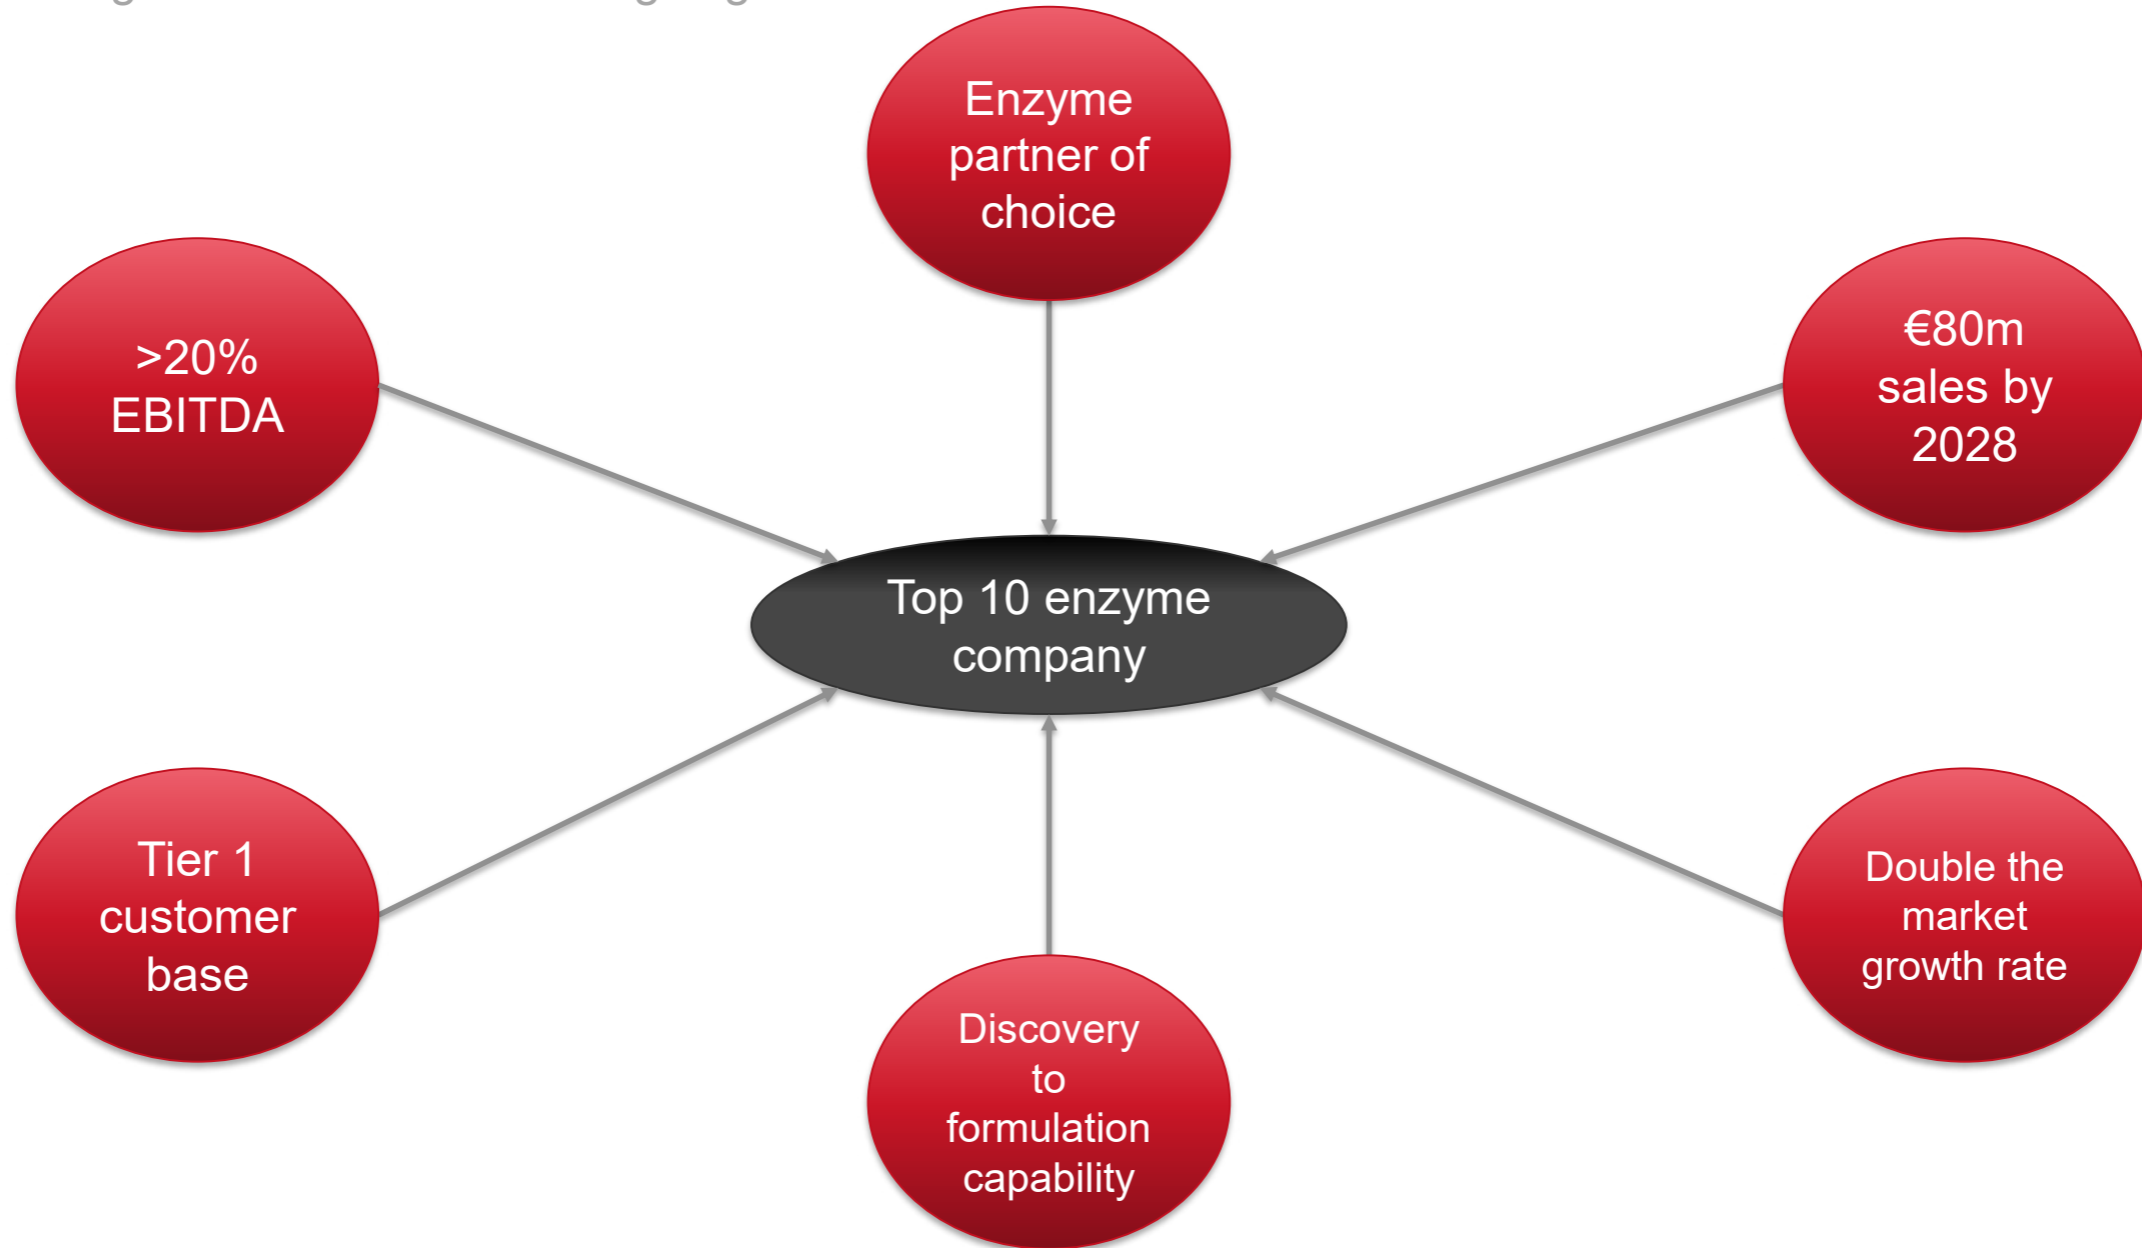 Enzyme
partner of
choice
>20%
EBITDA
€80m
sales by
2028
Top 10 enzyme
company
Tier 1
customer
base
Double the
market
growth rate
Discovery
to
formulation
capability